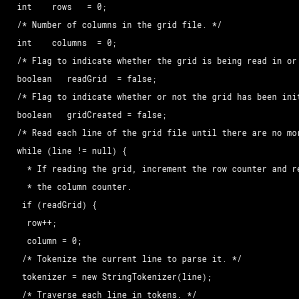 int rows = 0;
/* Number of columns in the grid file. */
int columns = 0;
/* Flag to indicate whether the grid is being read in or
boolean readGrid = false;
/* Flag to indicate whether or not the grid has been
boolean gridCreated = false;
/* Read each line of the grid file until there are no
while (line != null) {
* If reading the grid, increment the row counter and
* the column counter.
if (readGrid) {
row++;
column = 0;
/* Tokenize the current line to parse it. */
tokenizer = new StringTokenizer(line);
/* Traverse each line in tokens. */